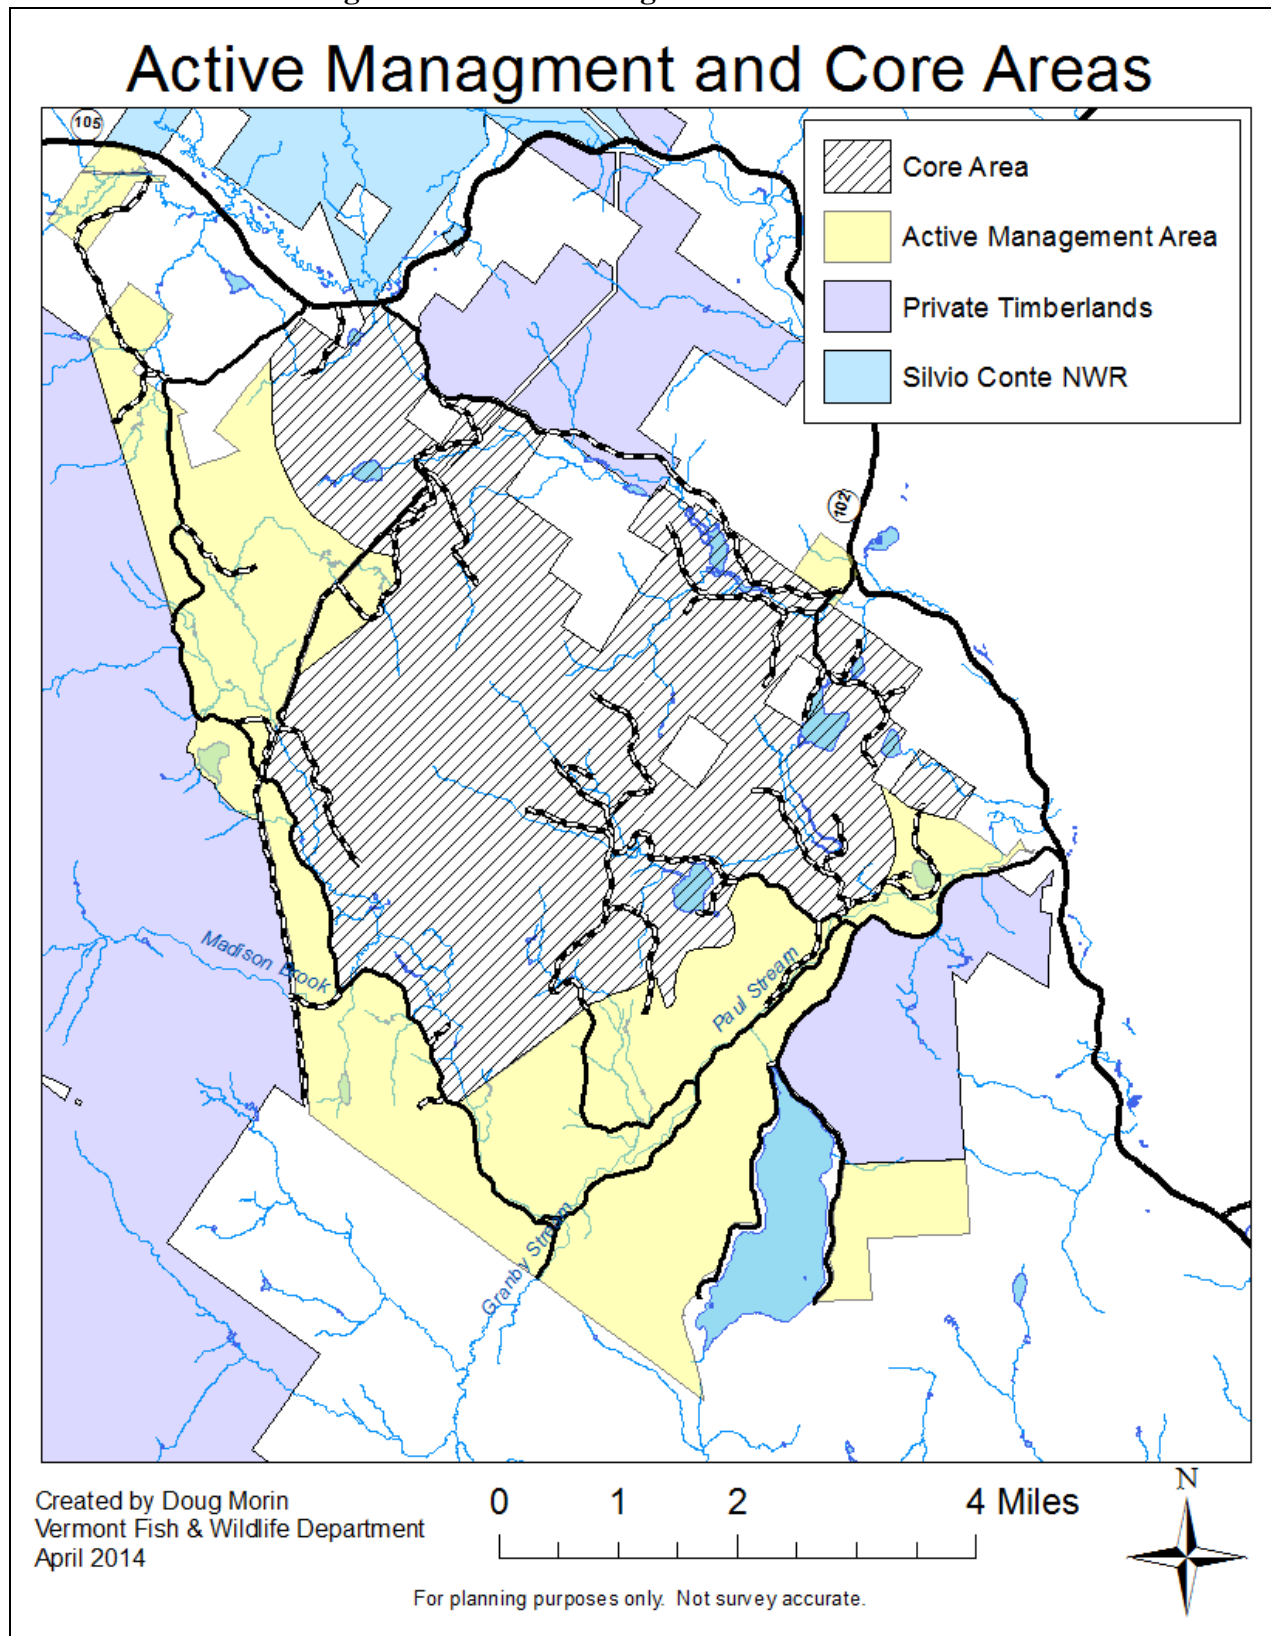 Active Managment and Core Areas
105
Core Area
Active Management Area
Private Timberlands
Silvio Conte NWR
102
Madison Brook
Paul Stream
Granby Stream
Created by Doug Morin
Vermont Fish & Wildlife Department
April 2014
0 1 2 4 Miles
N
For planning purposes only. Not survey accurate.